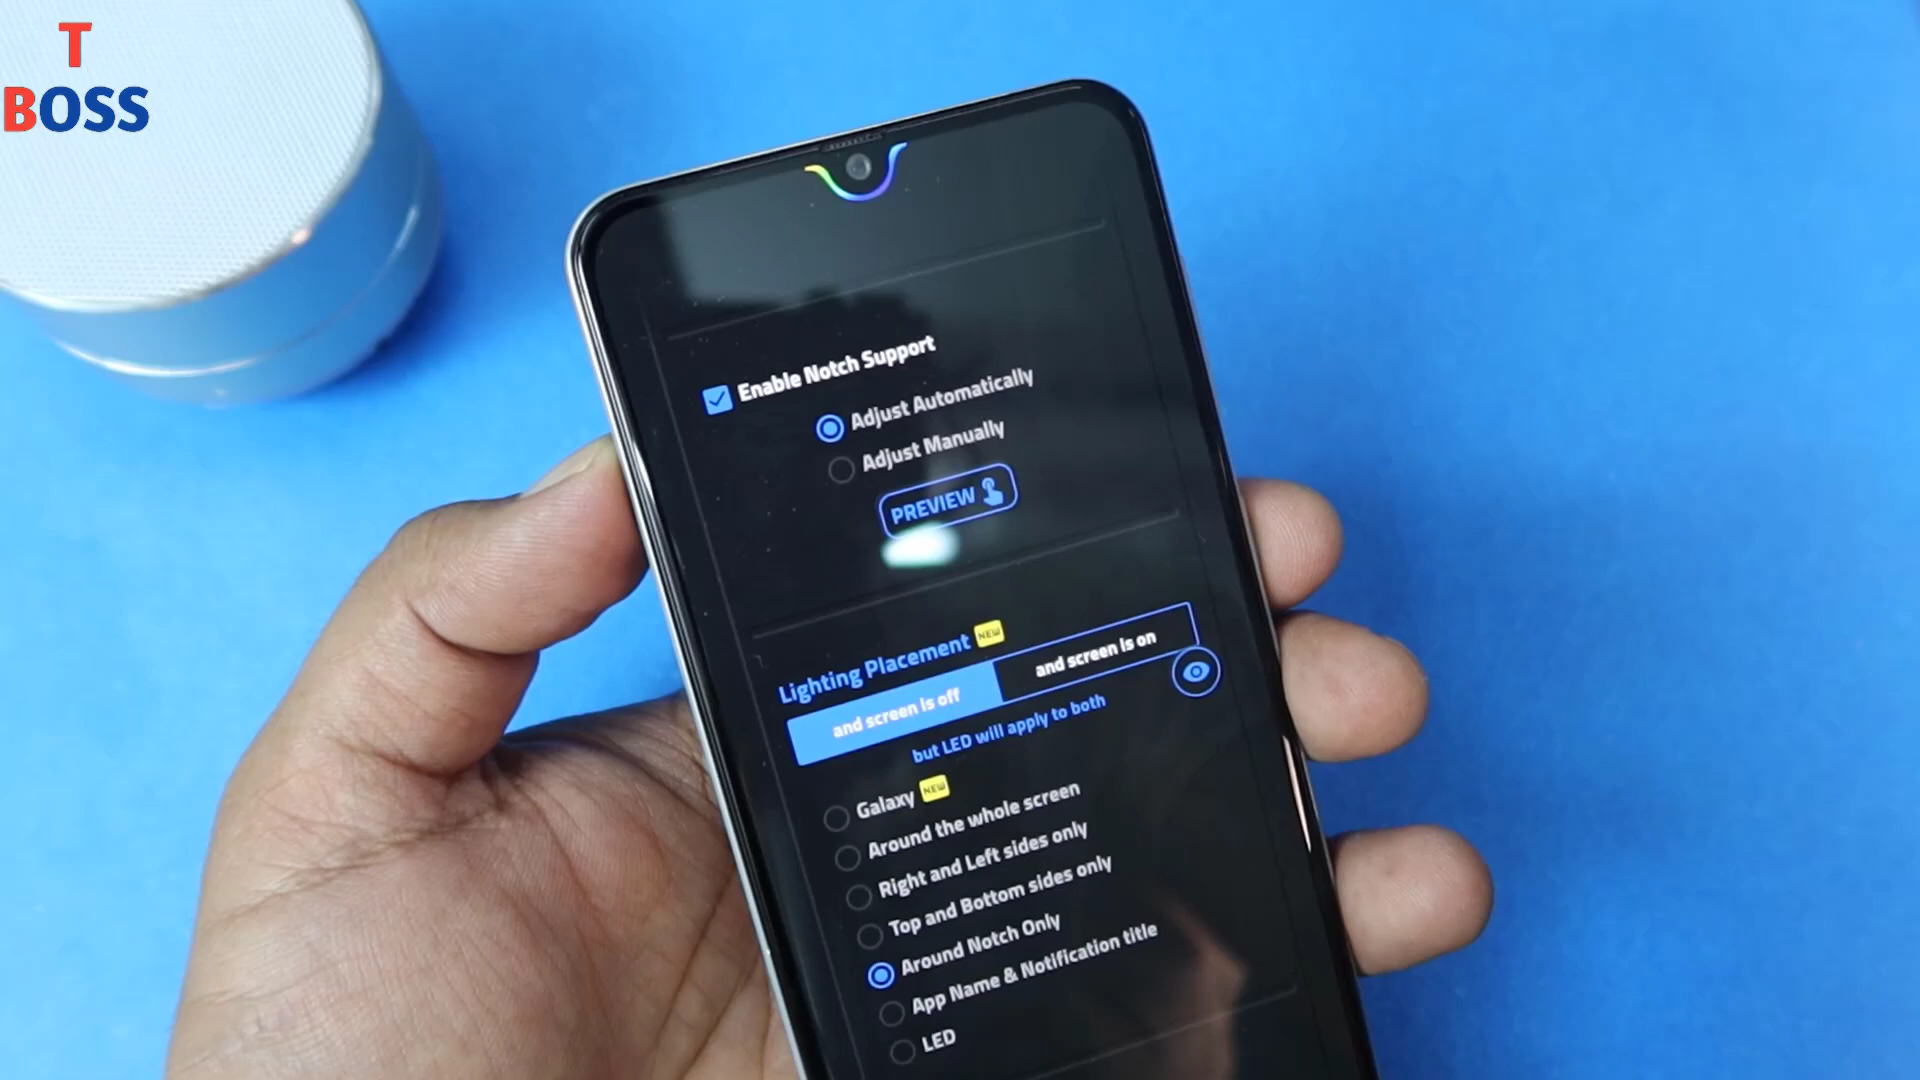 T
BOSS
Enable Notch Support
Adjust Automatically
Adjust Manually
PREVIEW
Lighting Placement NEW
and screen is off
and screen is on
but LED will apply to both
Galaxy NEW
Around the whole screen
Right and Left sides only
Top and Bottom sides only
Around Notch Only
App Name & Notification title
LED